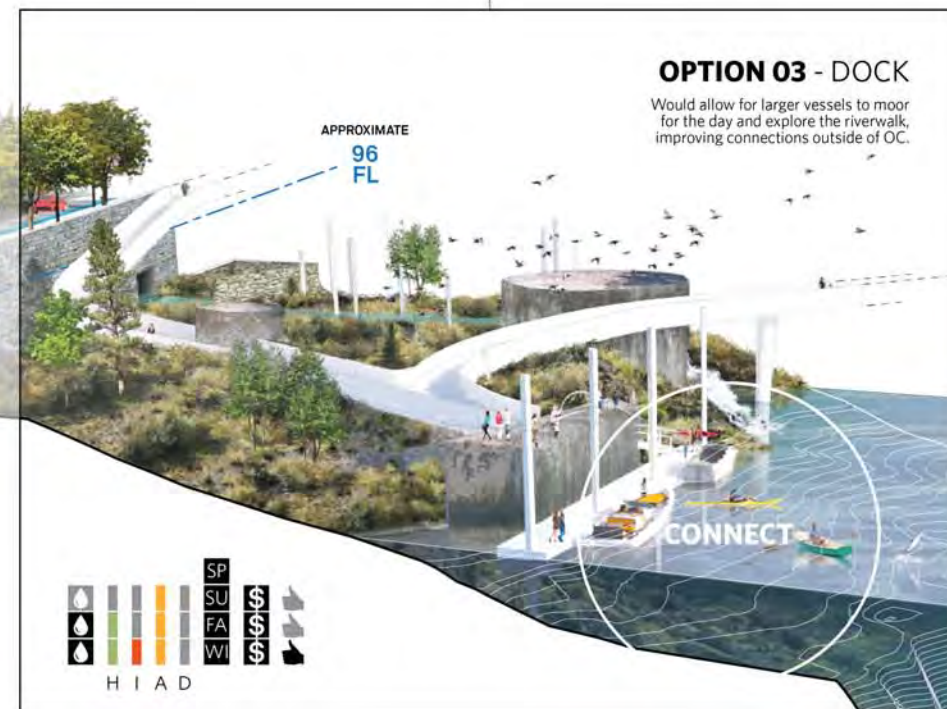 OPTION 03 - DOCK
Would allow for larger vessels to moor
for the day and explore the riverwalk,
improving connections outside of OC.
APPROXIMATE
96
FL
CONNECT
SP
SU $
FA $
WI $
H I A D